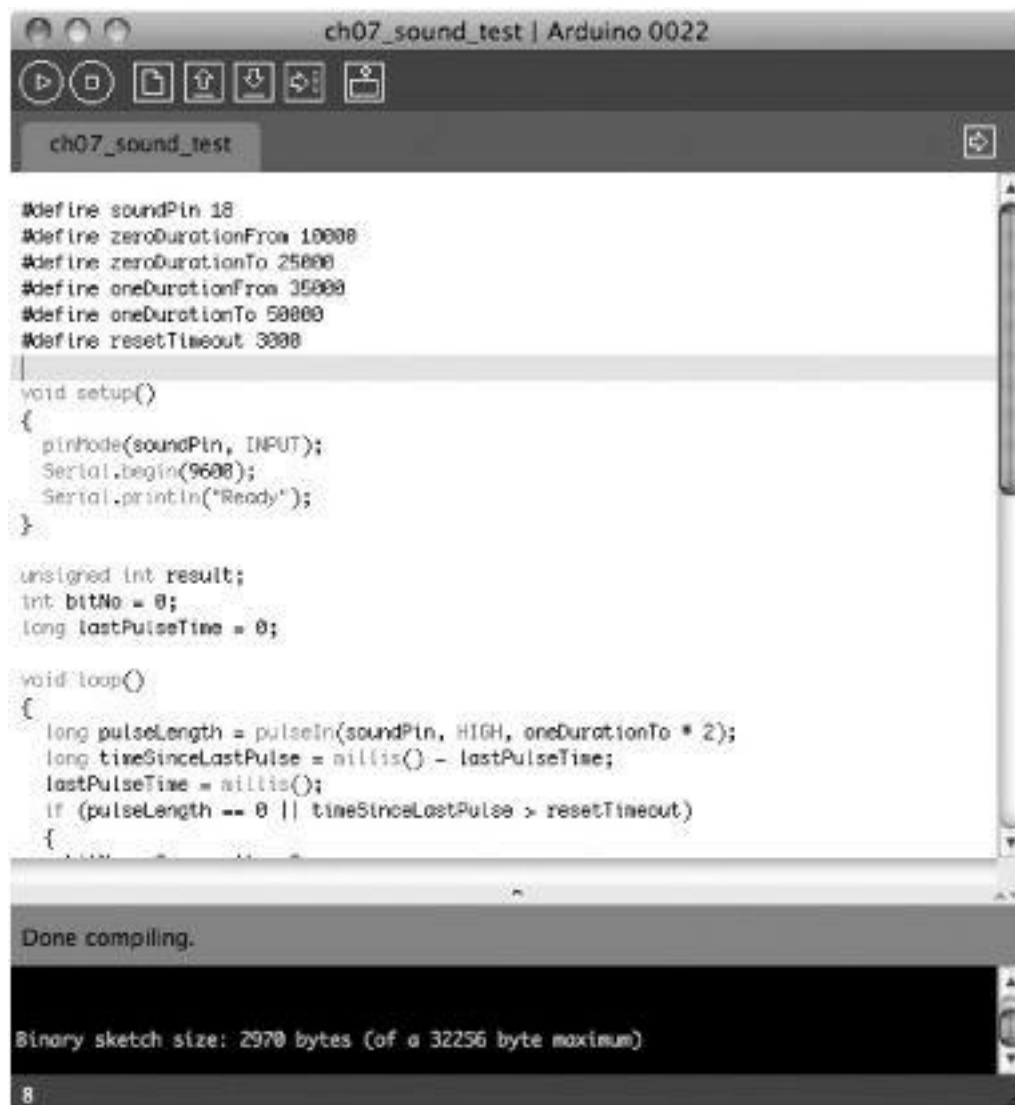 ch07_sound_test | Arduino 0022
ch07_sound_test
#define soundPin 18
#define zeroDurationFrom 10000
#define zeroDurationTo 25000
#define oneDurationFrom 35000
#define oneDurationTo 50000
#define resetTimeout 3000
void setup()
{
  pinMode(soundPin, INPUT);
  Serial.begin(9600);
  Serial.println("Ready");
}
unsigned int result;
int bitNo = 0;
long lastPulseTime = 0;
void loop()
{
  long pulseLength = pulseIn(soundPin, HIGH, oneDurationTo * 2);
  long timeSinceLastPulse = millis() - lastPulseTime;
  lastPulseTime = millis();
  if (pulseLength == 0 || timeSinceLastPulse > resetTimeout)
  {
Done compiling.
Binary sketch size: 2970 bytes (of a 32256 byte maximum)
8